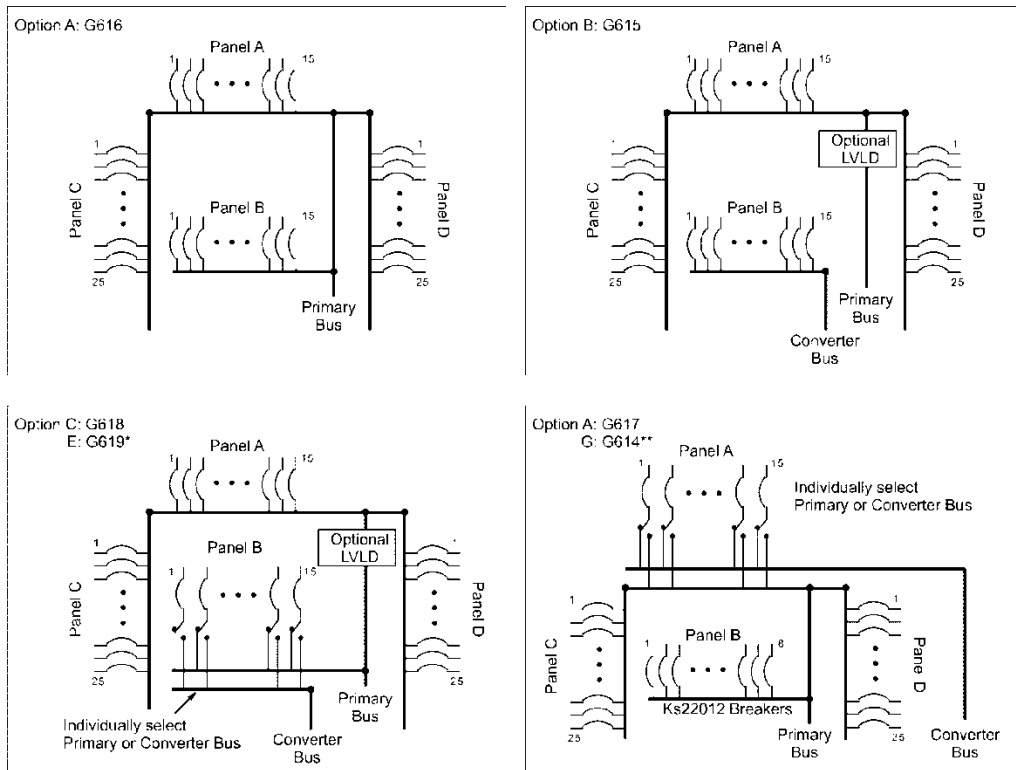 Option A: G616
Panel A
1 15
Panel C
1
25
Panel B
1 15
Panel D
1
25
Primary
Bus
Option B: G615
Panel A
1 15
Optional
LVLD
Panel C
1
25
Panel B
1 15
Panel D
1
25
Primary
Bus
Converter
Bus
Option C: G618
E: G619*
Panel A
1 15
Optional
LVLD
Panel C
1
25
Panel B
1 15
Panel D
1
25
Primary
Bus
Individually select
Primary or Converter Bus
Converter
Bus
Option A: G617
G: G614**
Panel A
1 15
Individually select
Primary or Converter Bus
Panel C
1
25
Panel B
1 6
Ks22012 Breakers
Pane D
1
25
Primary
Bus
Converter
Bus